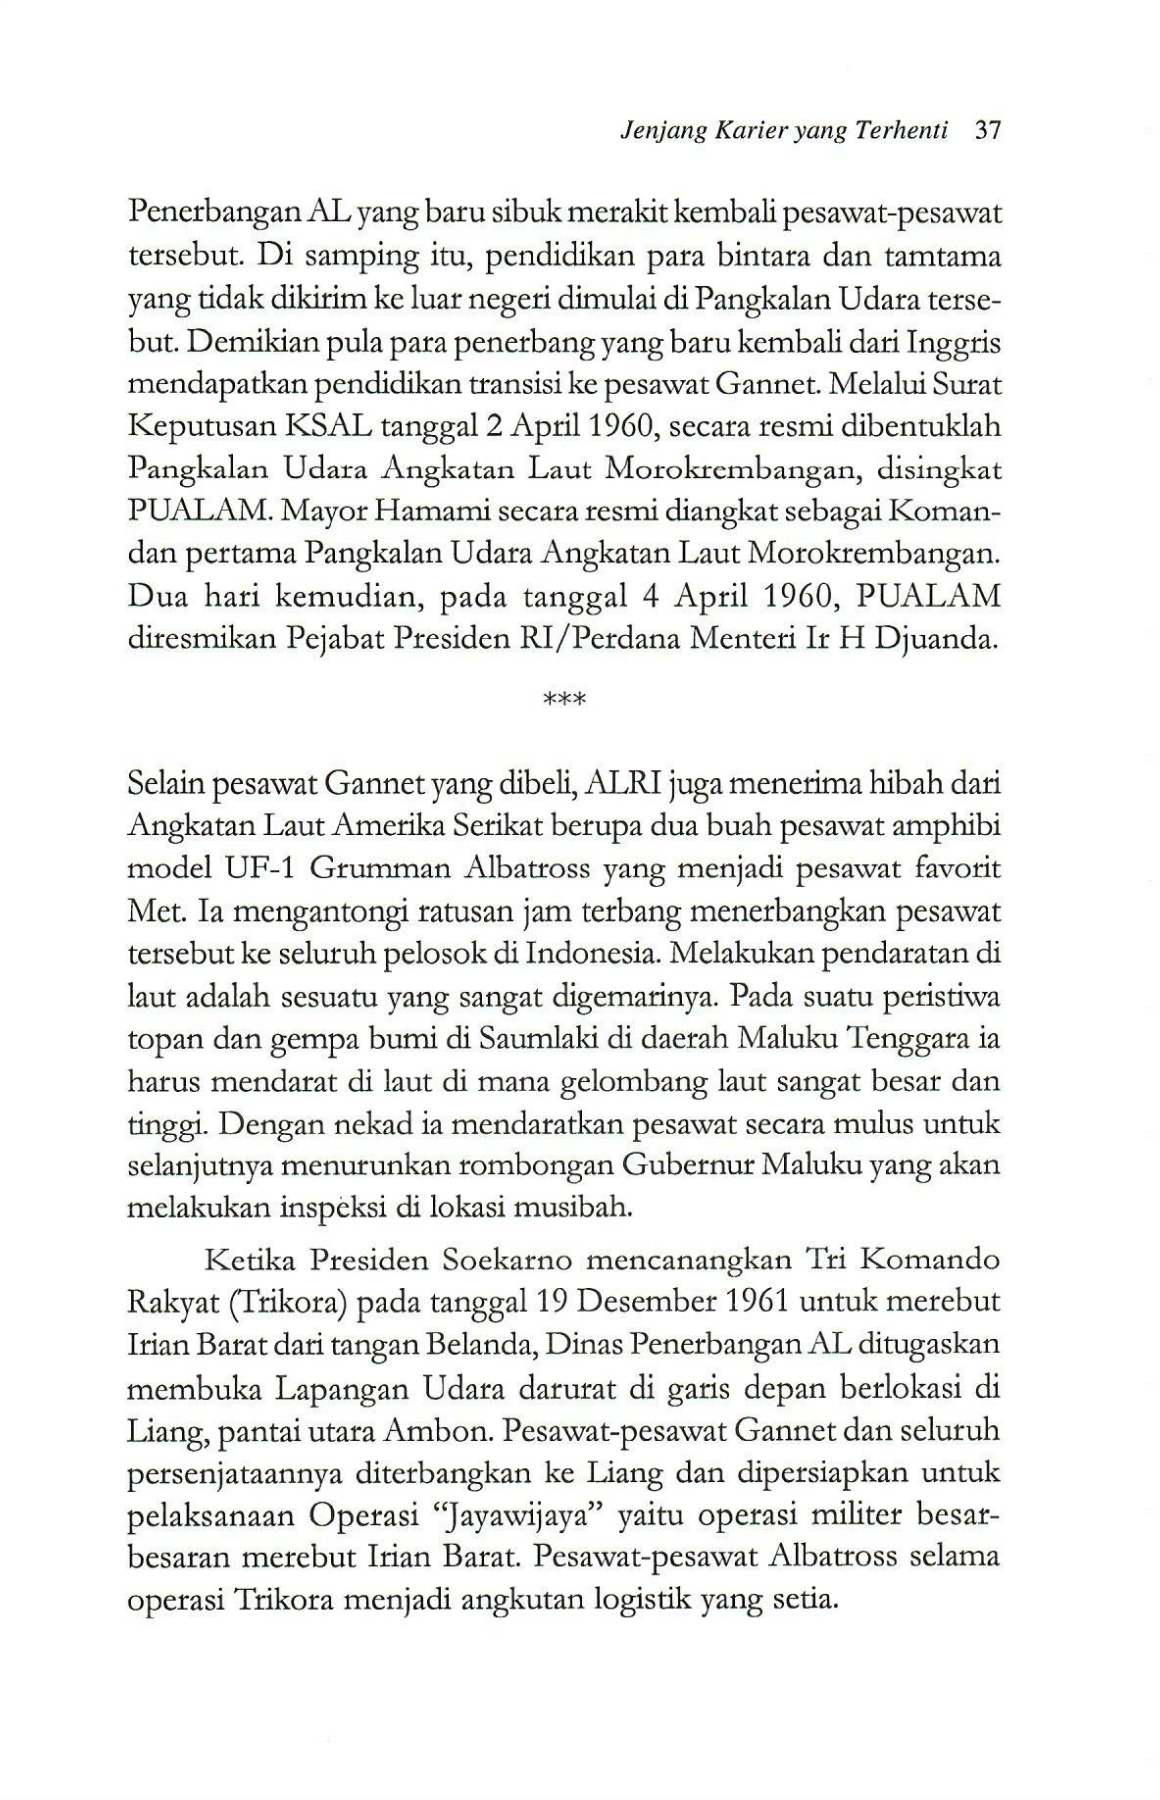 Jenjang Karier yang Terhenti 37
Penerbangan AL yang baru sibuk merakit kembali pesawat-pesawat
tersebut. Di samping itu, pendidikan para bintara dan tamtama
yang tidak dikirim ke luar negeri dimulai di Pangkalan Udara terse-
but. Demikian pula para penerbang yang baru kembali dari Inggris
mendapatkan pendidikan transisi ke pesawat Gannet. Melalui Surat
Keputusan KSAL tanggal 2 April 1960, secara resmi dibentuklah
Pangkalan Udara Angkatan Laut Morokrembangan, disingkat
PUALAM. Mayor Hamami secara resmi diangkat sebagai Koman-
dan pertama Pangkalan Udara Angkatan Laut Morokrembangan.
Dua hari kemudian, pada tanggal 4 April 1960, PUALAM
diresmikan Pejabat Presiden RI/Perdana Menteri Ir H Djuanda.
***
Selain pesawat Gannet yang dibeli, ALRI juga menerima hibah dari
Angkatan Laut Amerika Serikat berupa dua buah pesawat amphibi
model UF-1 Grumman Albatross yang menjadi pesawat favorit
Met. Ia mengantongi ratusan jam terbang menerbangkan pesawat
tersebut ke seluruh pelosok di Indonesia. Melakukan pendaratan di
laut adalah sesuatu yang sangat digemarinya. Pada suatu peristiwa
topan dan gempa bumi di Saumlaki di daerah Maluku Tenggara ia
harus mendarat di laut di mana gelombang laut sangat besar dan
tinggi. Dengan nekad ia mendaratkan pesawat secara mulus untuk
selanjutnya menurunkan rombongan Gubernur Maluku yang akan
melakukan inspeksi di lokasi musibah.
Ketika Presiden Soekarno mencanangkan Tri Komando
Rakyat (Trikora) pada tanggal 19 Desember 1961 untuk merebut
Irian Barat dari tangan Belanda, Dinas Penerbangan AL ditugaskan
membuka Lapangan Udara darurat di garis depan berlokasi di
Liang, pantai utara Ambon. Pesawat-pesawat Gannet dan seluruh
persenjataannya diterbangkan ke Liang dan dipersiapkan untuk
pelaksanaan Operasi “Jayawijaya” yaitu operasi militer besar-
besaran merebut Irian Barat. Pesawat-pesawat Albatross selama
operasi Trikora menjadi angkutan logistik yang setia.